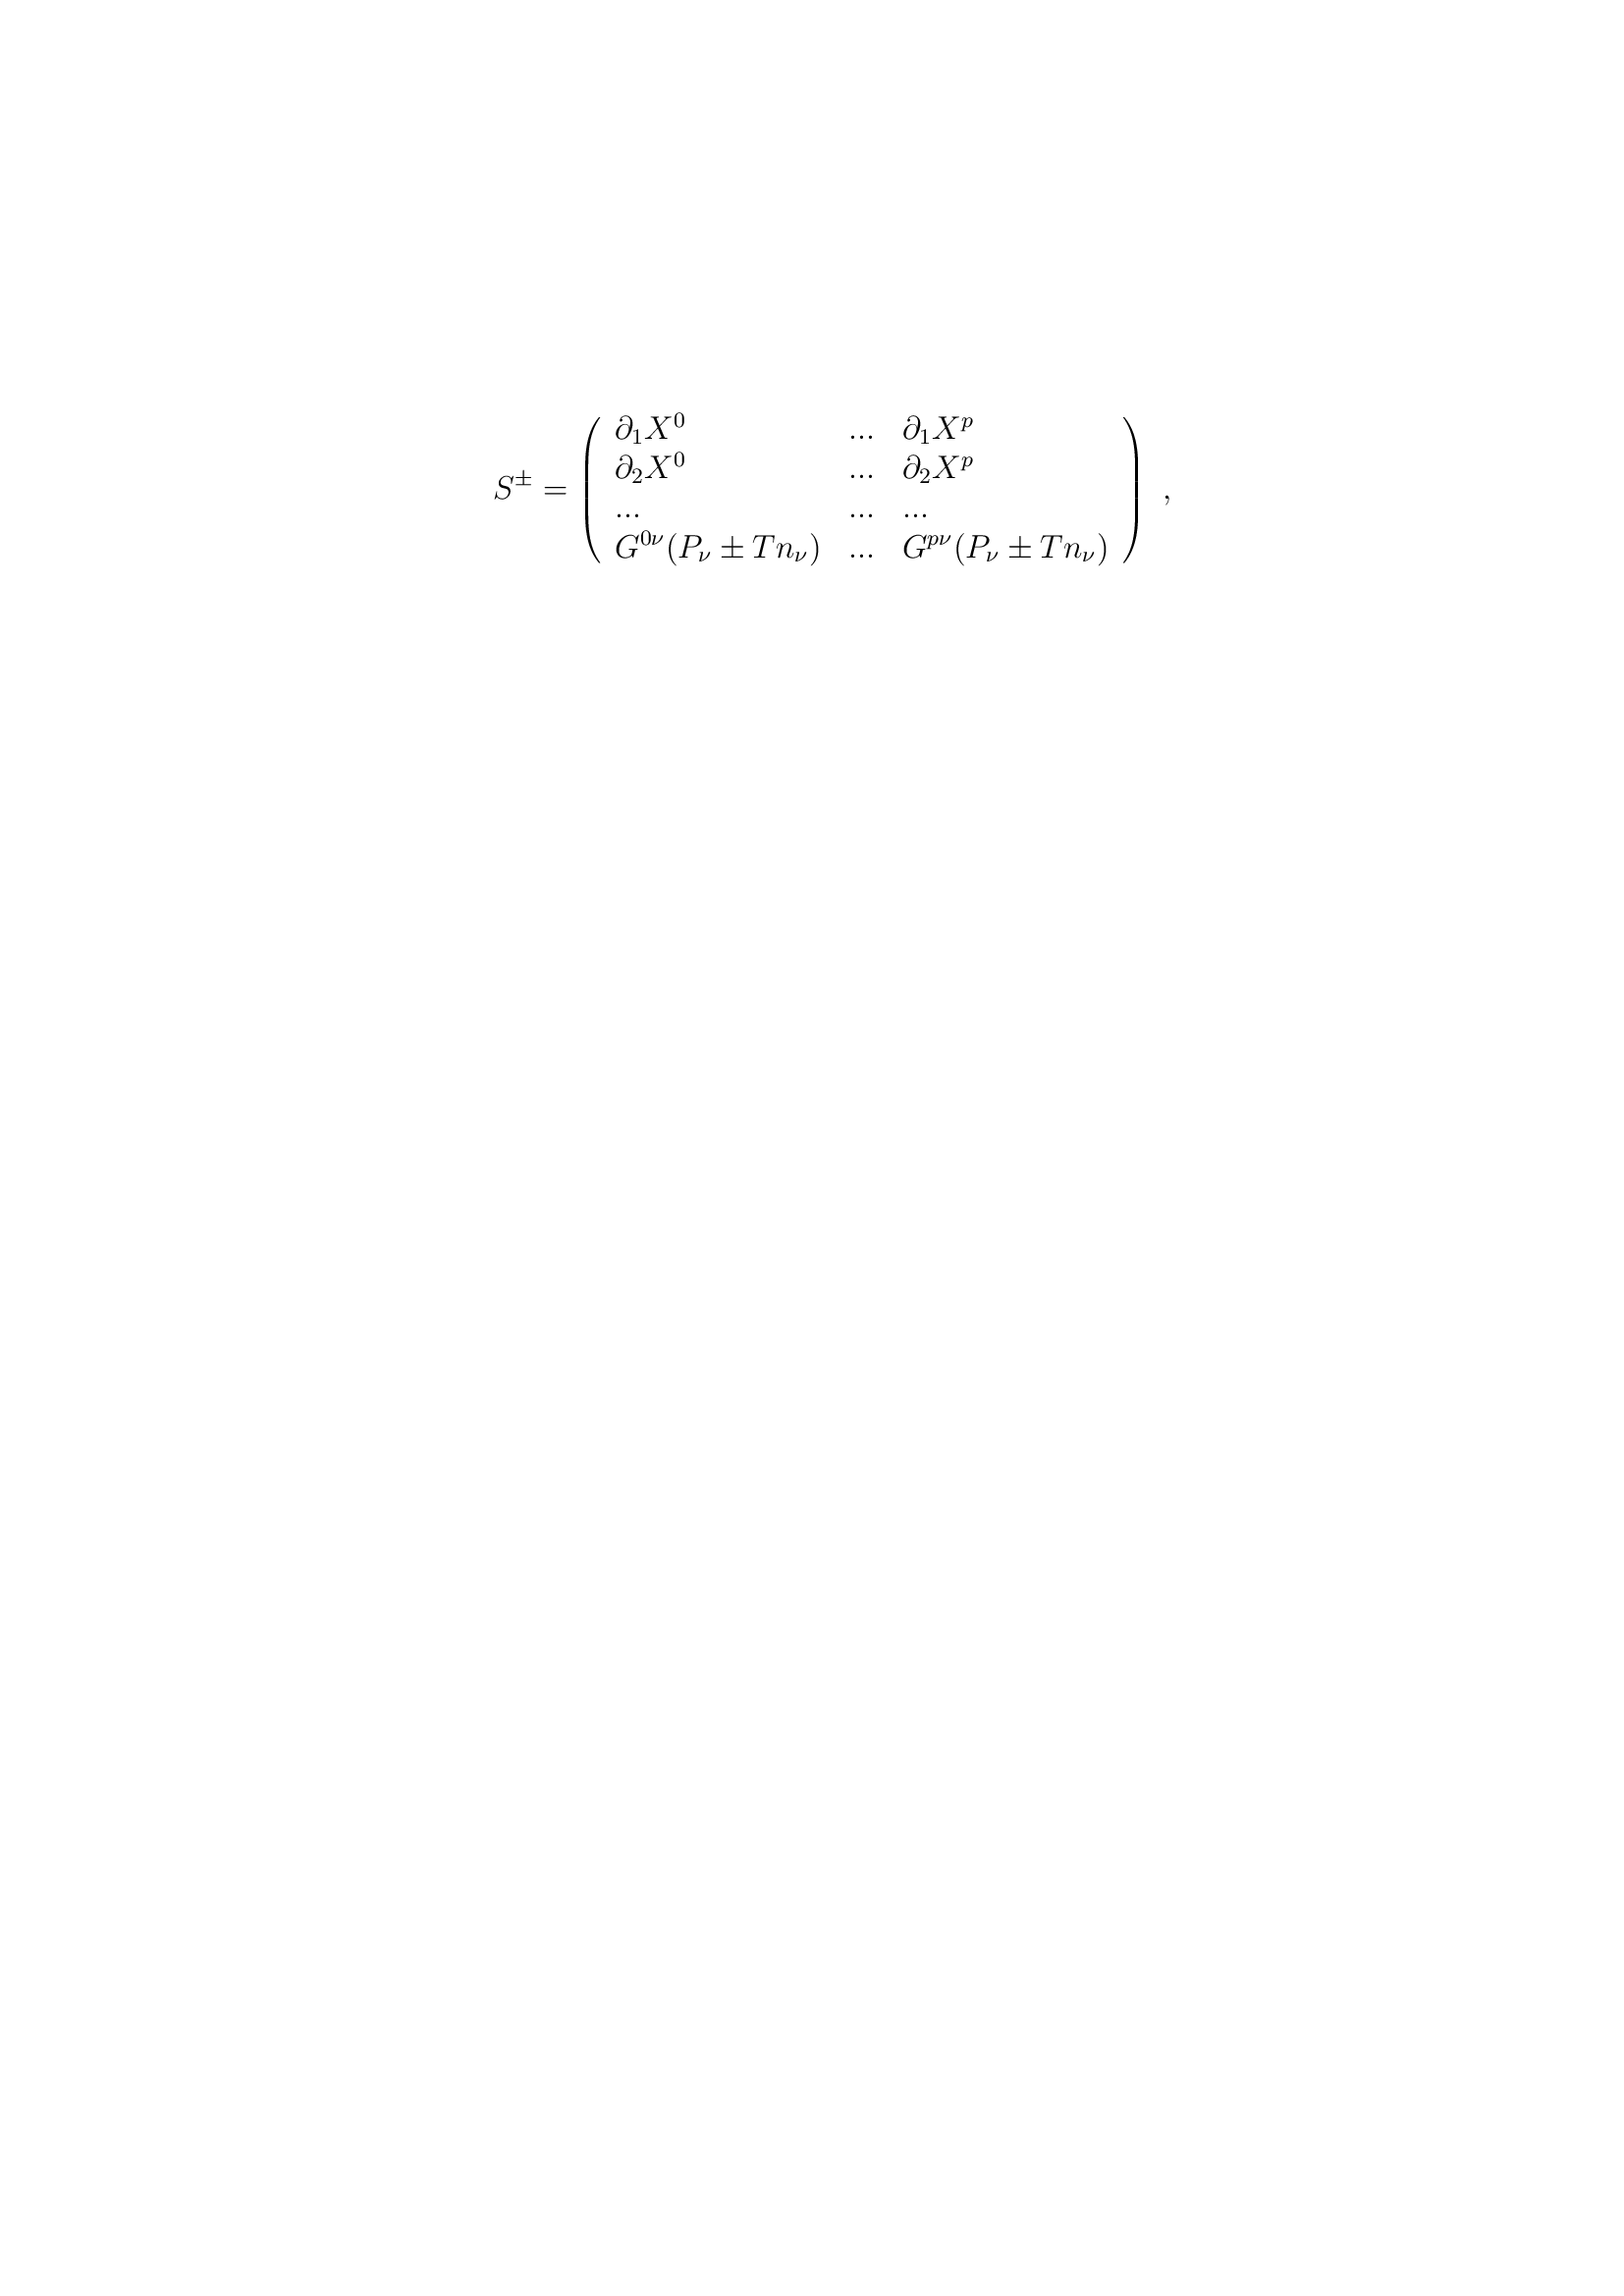 S^{\pm} = \left( \begin{array}{lll} \partial_1 X^0 & ... & \partial_1 X^p \\ \partial_2 X^0 & ... & \partial_2 X^p \\ ... & ... & ... \\ G^{0\nu}(P_\nu \pm T n_\nu) & ... & G^{p\nu}(P_\nu \pm T n_\nu) \end{array} \right) \ ,